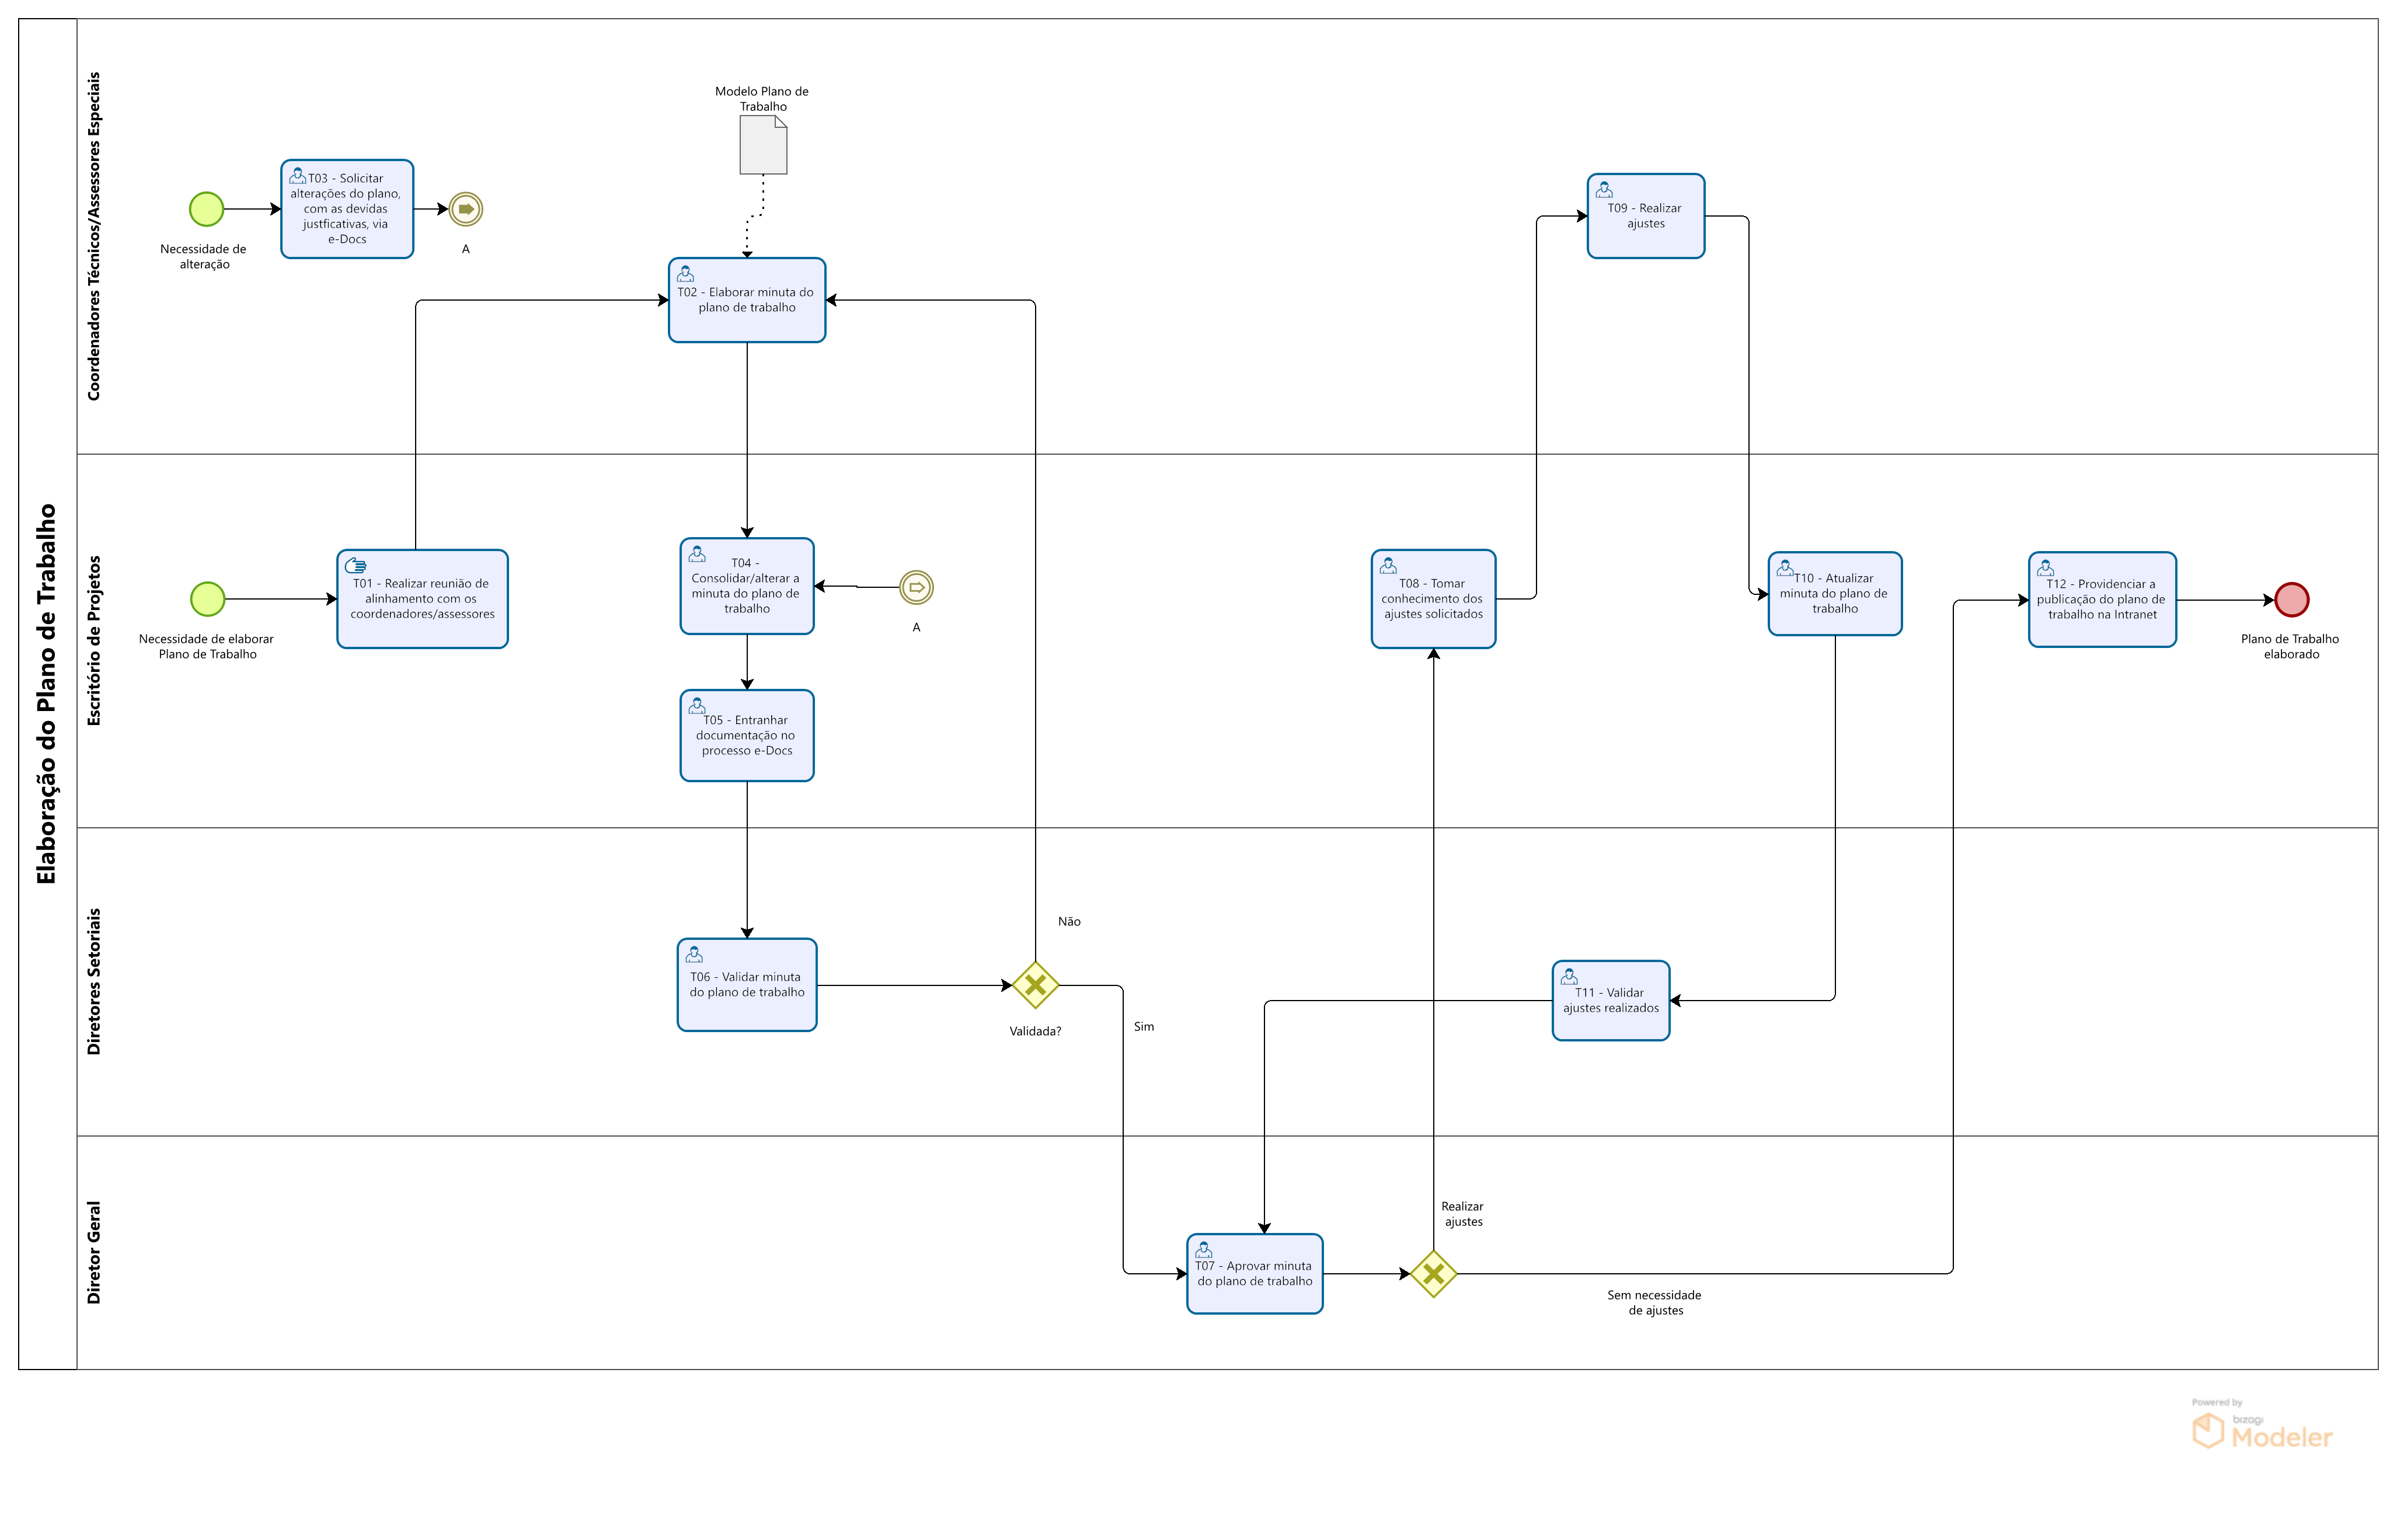 Elaboração do Plano de Trabalho
Coordenadores Técnicos/Assessores Especiais
Modelo Plano de
Trabalho
T03 - Solicitar
alterações do plano,
com as devidas
justficativas, via
e-Docs
Necessidade de
alteração
A
T02 - Elaborar minuta do
plano de trabalho
T09 - Realizar
ajustes
Escritório de Projetos
Necessidade de elaborar
Plano de Trabalho
T01 - Realizar reunião de
alinhamento com os
coordenadores/assessores
T04 -
Consolidar/alterar a
minuta do plano de
trabalho
A
T05 - Entranhar
documentação no
processo e-Docs
T08 - Tomar
conhecimento dos
ajustes solicitados
T10 - Atualizar
minuta do plano de
trabalho
T12 - Providenciar a
publicação do plano de
trabalho na Intranet
Plano de Trabalho
elaborado
Diretores Setoriais
T06 - Validar minuta
do plano de trabalho
Não
Validada?
Sim
T11 - Validar
ajustes realizados
Diretor Geral
T07 - Aprovar minuta
do plano de trabalho
Realizar
ajustes
Sem necessidade
de ajustes
Powered by
bizagi
Modeler